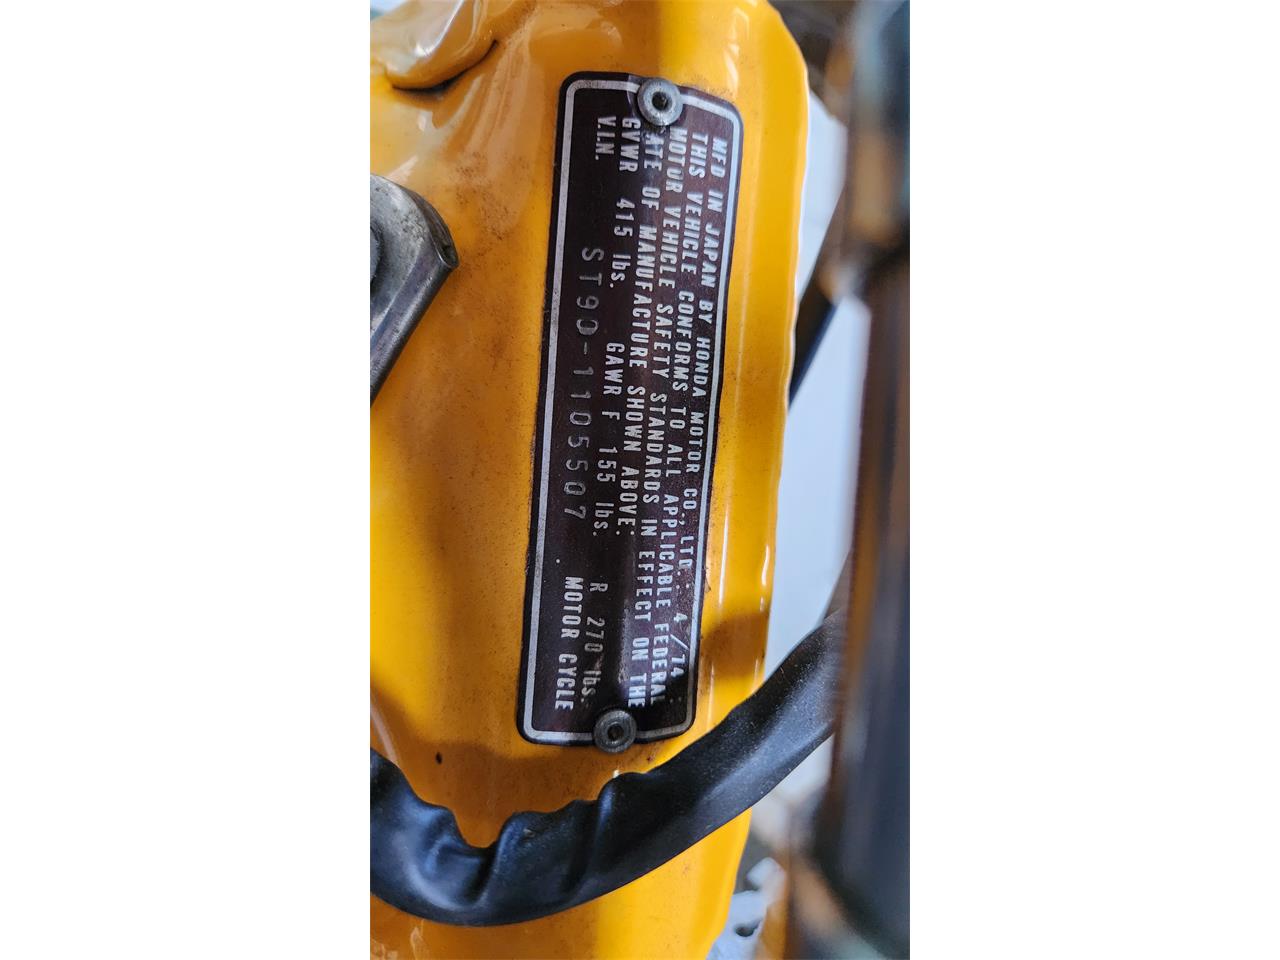 MFD IN JAPAN BY HONDA MOTOR CO., LTD. : 4 / 74 :
THIS VEHICLE CONFORMS TO ALL APPLICABLE FEDERAL
MOTOR VEHICLE SAFETY STANDARDS IN EFFECT ON THE
ATE OF MANUFACTURE SHOWN ABOVE:
GVWR 415 lbs. GAWR F 155 lbs. R 270 lbs.
V.I.N. ST90-1105507 MOTOR CYCLE